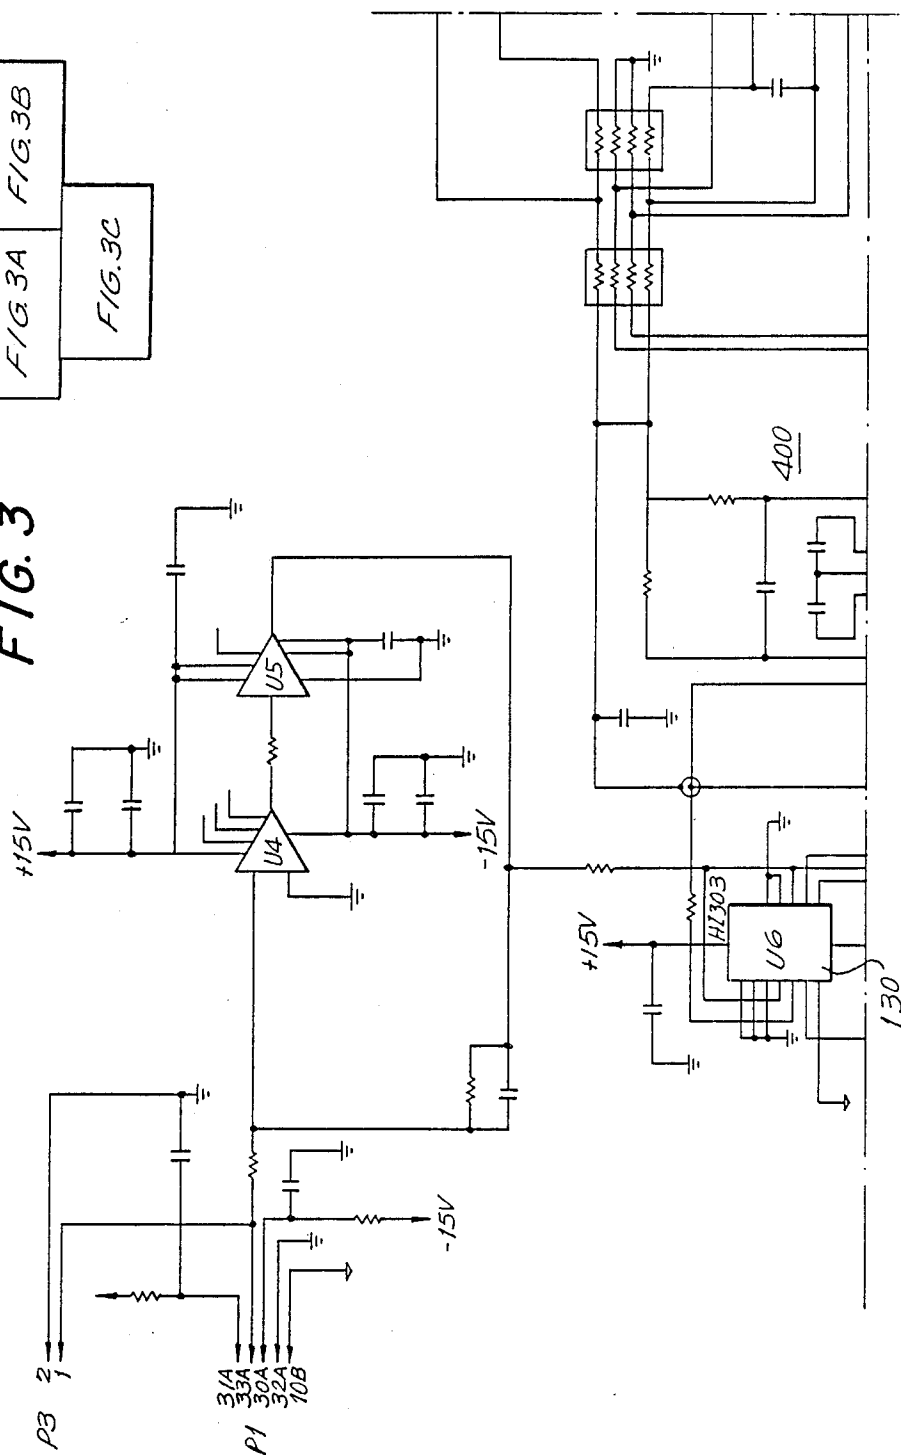 FIG. 3
FIG. 3A
FIG. 3B
FIG. 3C
P3
2
1
P1
31A
33A
30A
32A
10B
-15V
+15V
U4
U5
-15V
+15V
HI303
U6
130
400